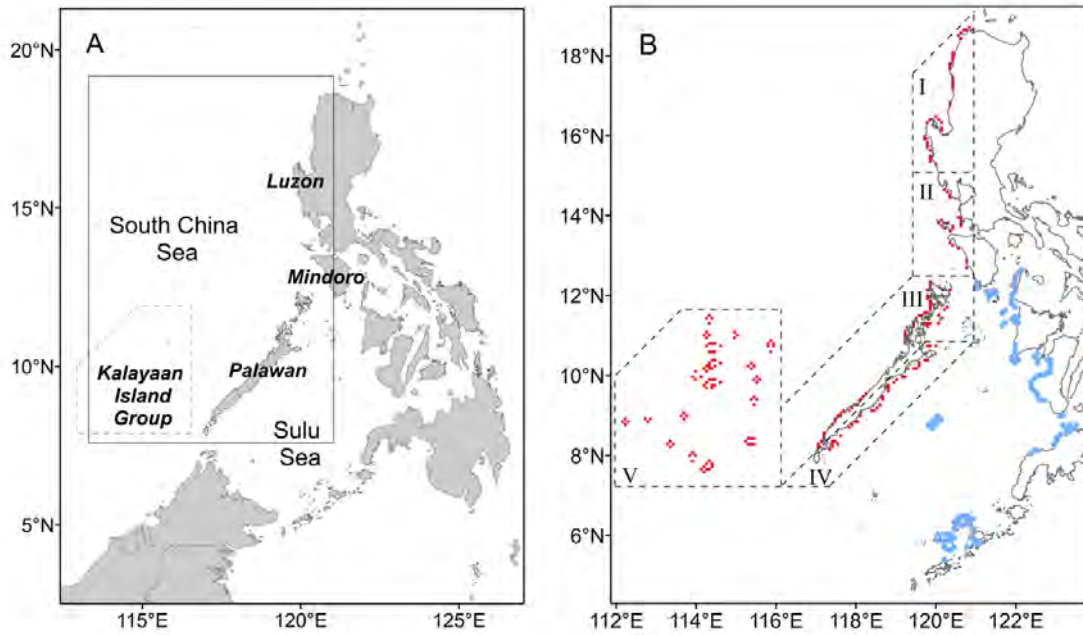 A
20°N
15°N
10°N
5°N
115°E
120°E
125°E
Luzon
South China
Sea
Mindoro
Kalayaan
Island
Group
Palawan
Sulu
Sea
B
18°N
16°N
14°N
12°N
10°N
8°N
6°N
112°E
114°E
116°E
118°E
120°E
122°E
I
II
III
IV
V